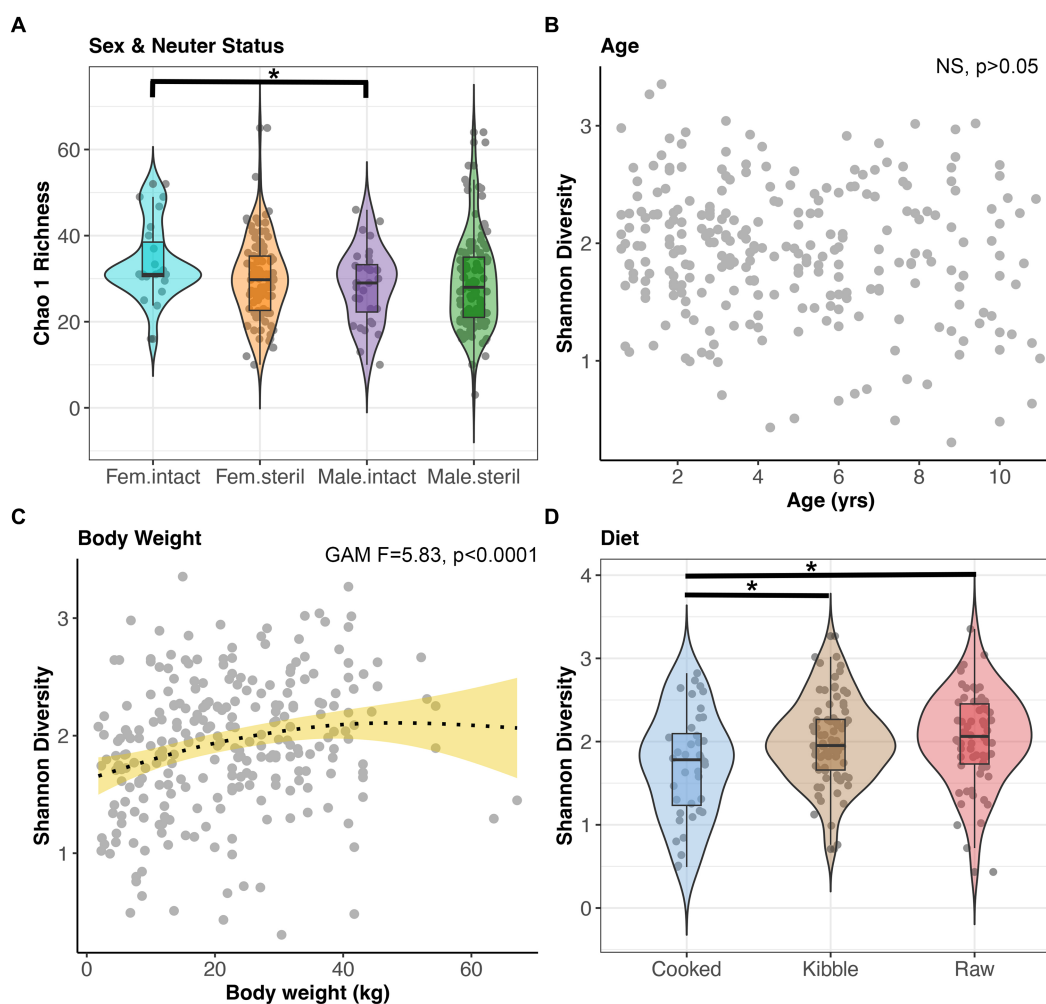 A
Sex & Neuter Status
*
Chao 1 Richness
60
40
20
0
Fem.intact Fem.steril Male.intact Male.steril
B
Age
NS, p>0.05
Shannon Diversity
3
2
1
2 4 6 8 10
Age (yrs)
C
Body Weight
GAM F=5.83, p<0.0001
Shannon Diversity
3
2
1
0 20 40 60
Body weight (kg)
D
Diet
*
*
Shannon Diversity
4
3
2
1
0
Cooked Kibble Raw